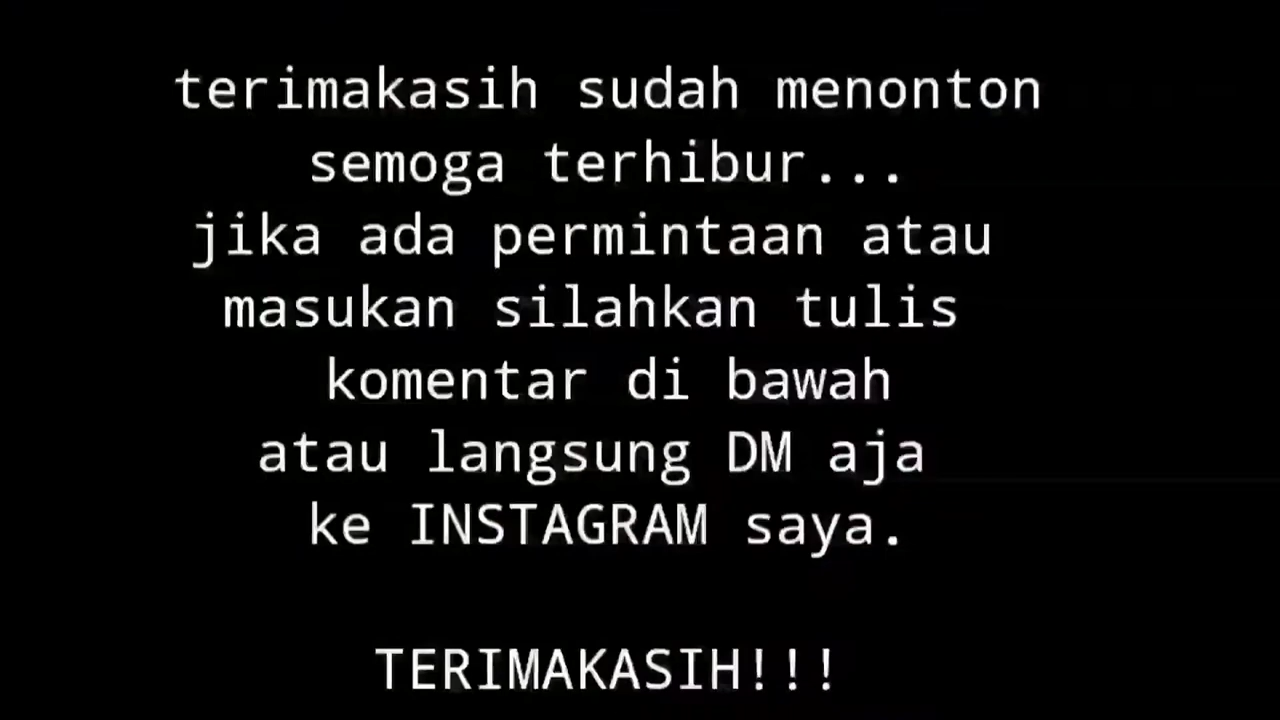 terimakasih sudah menonton
semoga terhibur...
jika ada permintaan atau
masukan silahkan tulis
komentar di bawah
atau langsung DM aja
ke INSTAGRAM saya.
TERIMAKASIH!!!